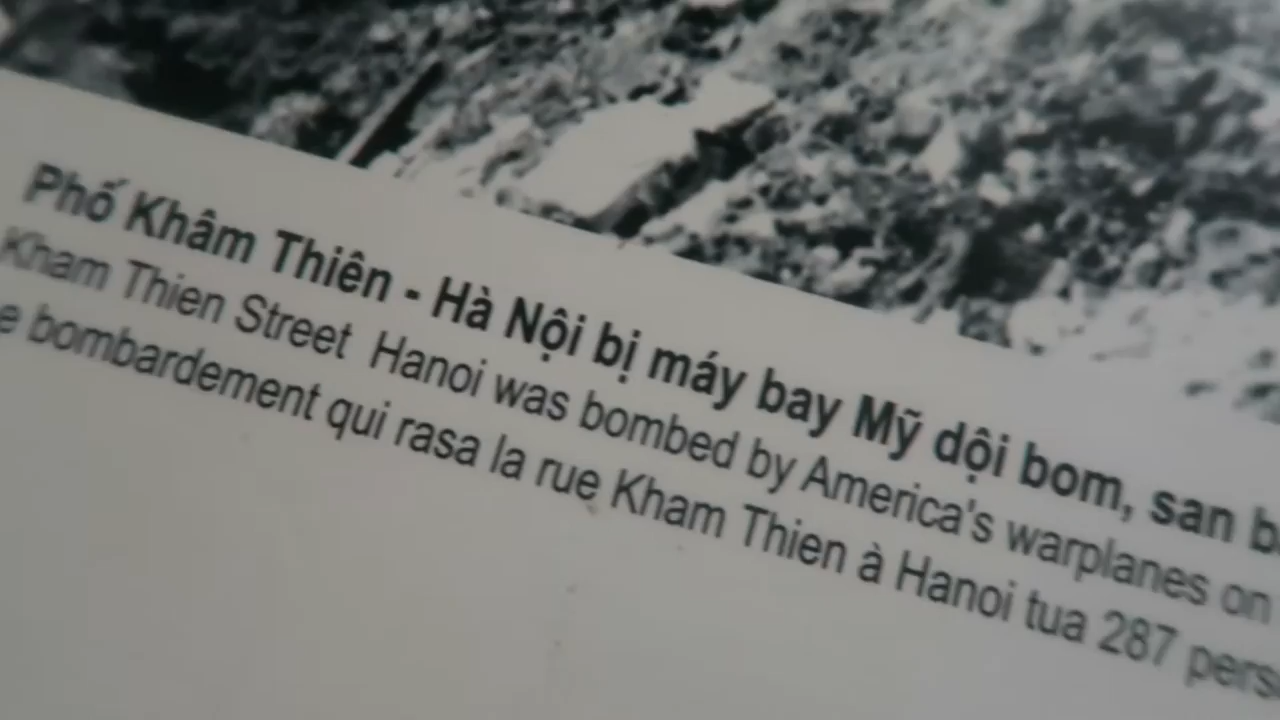 Phố Khâm Thiên - Hà Nội bị máy bay Mỹ dội bom, san b
Kham Thien Street Hanoi was bombed by America's warplanes on
e bombardement qui rasa la rue Kham Thien à Hanoi tua 287 pers